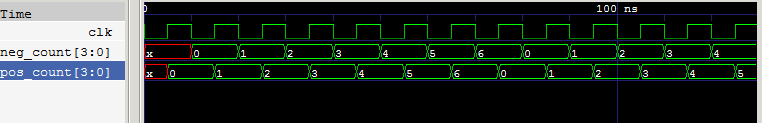 Time
0
100 ns
clk
neg_count[3:0]
x 0 1 2 3 4 5 6 0 1 2 3 4
pos_count[3:0]
x 0 1 2 3 4 5 6 0 1 2 3 4 5